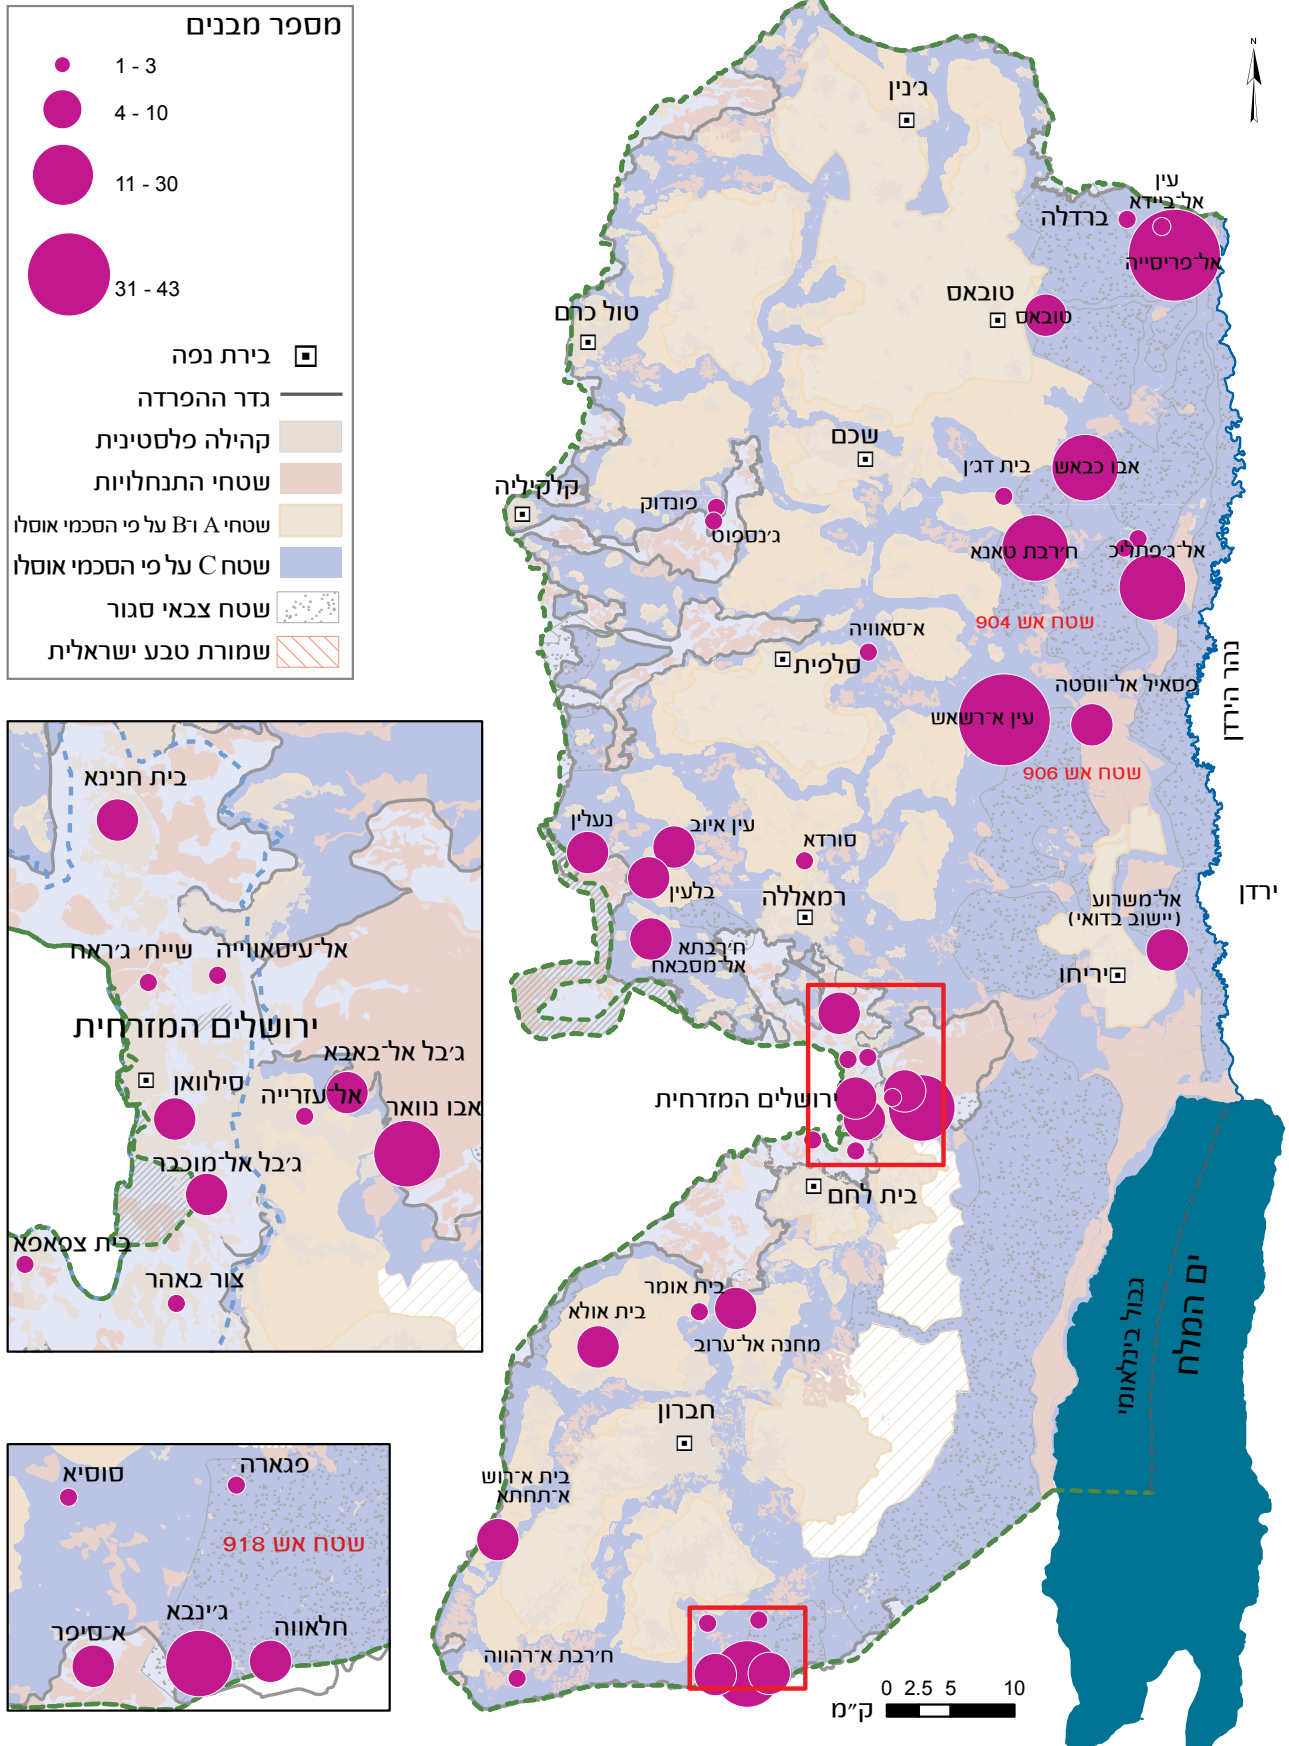 מספר מבנים
1 - 3
4 - 10
11 - 30
31 - 43
בירת נפה
גדר ההפרדה
קהילה פלסטינית
שטחי התנחלויות
שטחי A ו־B על פי הסכמי אוסלו
שטח C על פי הסכמי אוסלו
שטח צבאי סגור
שמורת טבע ישראלית
N
ג׳נין
עין
אל־ביידא
ברדלה
אל־פריסייה
טובאס
טובאס
טול כרם
שכם
בית דג׳ן
אבו כבאש
קלקיליה
פונדוק
ג׳נספוט
ח׳רבת טאנא
אל־ג׳פתליכ
שטח אש 904
א־סאוויה
סלפית
פסאיל אל־ווסטה
עין א־רשאש
שטח אש 906
נהר הירדן
נעלין
עין איוב
סורדא
בלעין
רמאללה
ח׳רבתא
אל־מסבאח
אל־משרוע
(יישוב בדואי)
יריחו
ירדן
ירושלים המזרחית
בית לחם
בית אומר
בית אולא
מחנה אל־ערוב
חברון
גבול בינלאומי
ים המלח
בית א־רוש
א־תחתא
ח׳רבת א־רהווה
0 2.5 5 10
ק״מ
בית חנינא
שייח׳ ג׳ראח
אל־עיסאווייה
ירושלים המזרחית
ג׳בל אל־באבא
סילוואן
אל־עזרייה
אבו נוואר
ג׳בל אל־מוכבר
בית צפאפא
צור באהר
סוסיא
פגארה
שטח אש 918
ג׳ינבא
חלאווה
א־סיפר